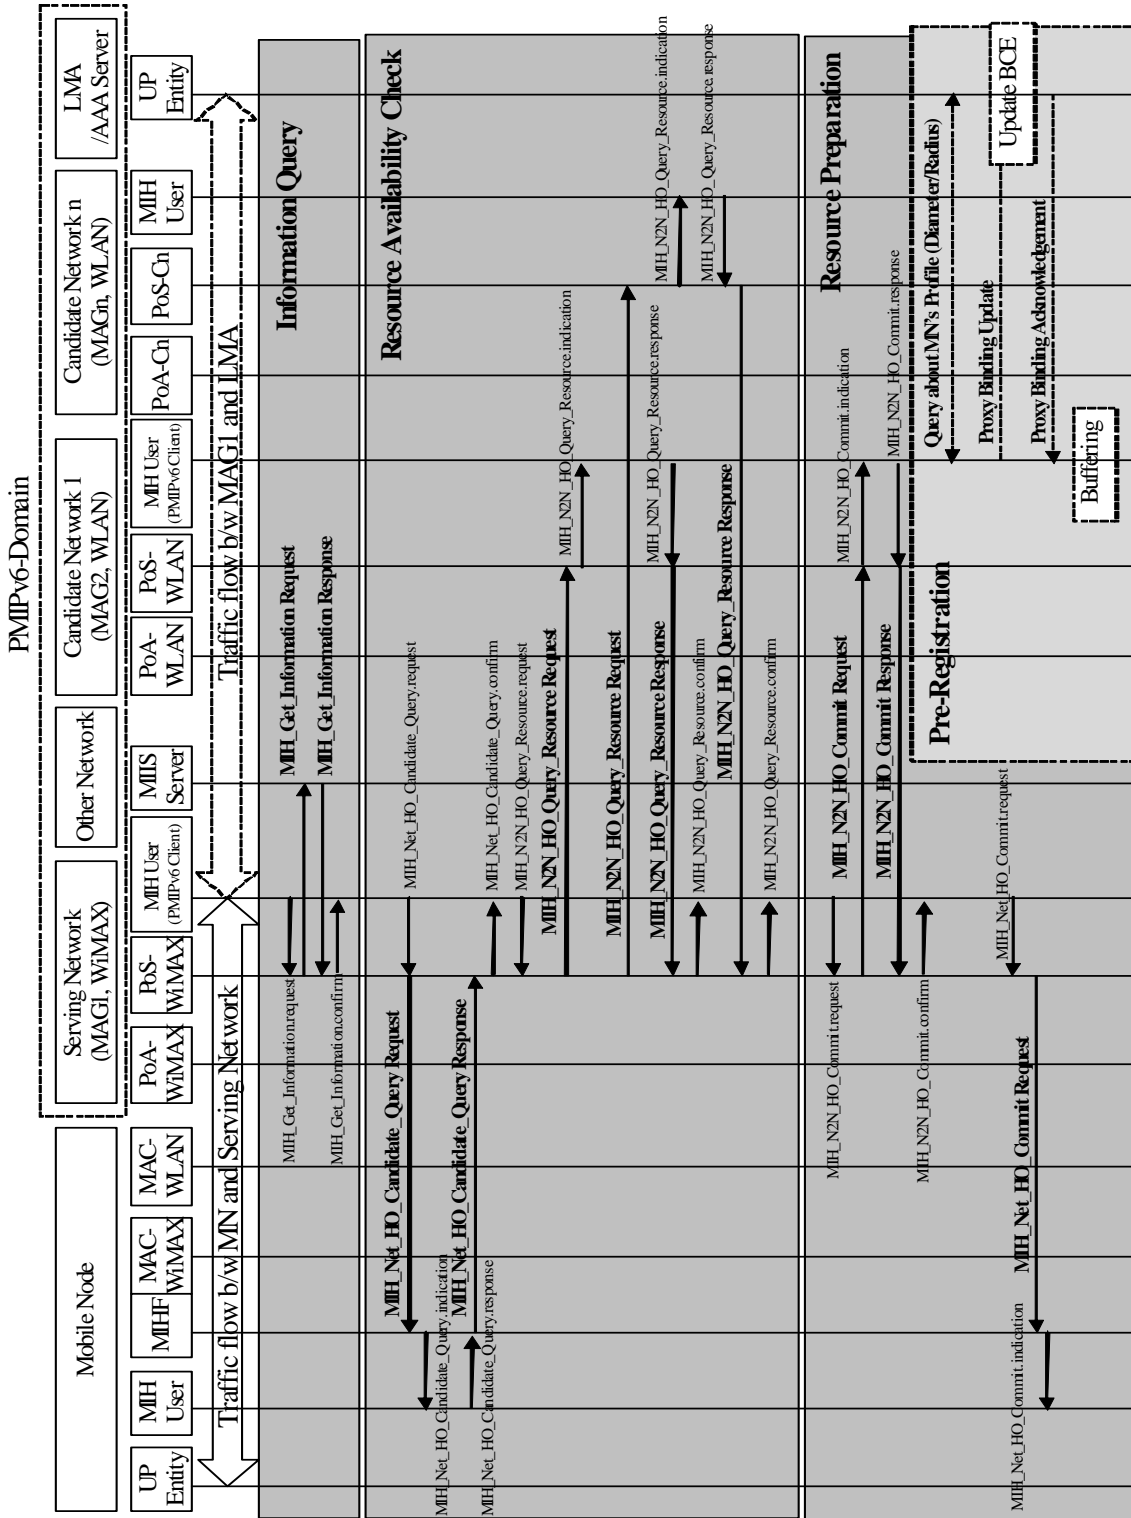 PMIPv6-Domain
Mobile Node
Serving Network
(MAG1, WiMAX)
Other Network
Candidate Network 1
(MAG2, WLAN)
Candidate Network n
(MAGn, WLAN)
LMA
/AAA Server
UP
Entity
MIH
User
MIHF
MAC-
WiMAX
MAC-
WLAN
PoA-
WiMAX
PoS-
WiMAX
MIH User
(PMIPv6 Client)
MIIS
Server
PoA-
WLAN
PoS-
WLAN
MIH User
(PMIPv6 Client)
PoA-Cn
PoS-Cn
MIH
User
UP
Entity
Traffic flow b/w MN and Serving Network
Traffic flow b/w MAG1 and LMA
Information Query
MIH_Get_Information.request
MIH_Get_Information Request
MIH_Get_Information Response
MIH_Get_Information.confirm
Resource Availability Check
MIH_Net_HO_Candidate_Query.request
MIH_Net_HO_Candidate_Query Request
MIH_Net_HO_Candidate_Query.indication
MIH_Net_HO_Candidate_Query Response
MIH_Net_HO_Candidate_Query.response
MIH_Net_HO_Candidate_Query.confirm
MIH_N2N_HO_Query_Resource.request
MIH_N2N_HO_Query_Resource Request
MIH_N2N_HO_Query_Resource.indication
MIH_N2N_HO_Query_Resource Request
MIH_N2N_HO_Query_Resource.response
MIH_N2N_HO_Query_Resource Response
MIH_N2N_HO_Query_Resource.indication
MIH_N2N_HO_Query_Resource.response
MIH_N2N_HO_Query_Resource.confirm
MIH_N2N_HO_Query_Resource Response
MIH_N2N_HO_Query_Resource.confirm
Resource Preparation
MIH_N2N_HO_Commit.request
MIH_N2N_HO_Commit Request
MIH_N2N_HO_Commit.indication
MIH_N2N_HO_Commit Response
MIH_N2N_HO_Commit.response
MIH_N2N_HO_Commit.confirm
Pre-Registration
Query about MN's Profile (Diameter/Radius)
Proxy Binding Update
Update BCE
Proxy Binding Acknowledgement
Buffering
MIH_Net_HO_Commit.request
MIH_Net_HO_Commit Request
MIH_Net_HO_Commit.indication